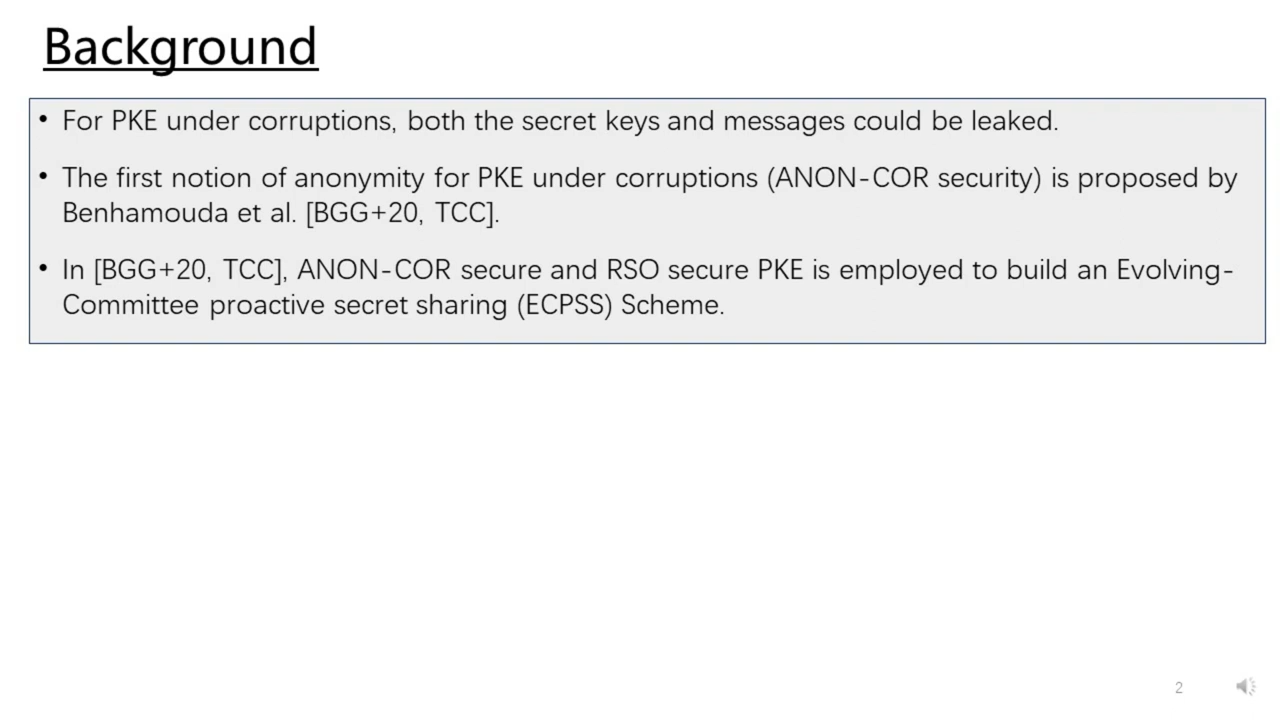 Background
• For PKE under corruptions, both the secret keys and messages could be leaked.
• The first notion of anonymity for PKE under corruptions (ANON-COR security) is proposed by
Benhamouda et al. [BGG+20, TCC].
• In [BGG+20, TCC], ANON-COR secure and RSO secure PKE is employed to build an Evolving-
Committee proactive secret sharing (ECPSS) Scheme.
2